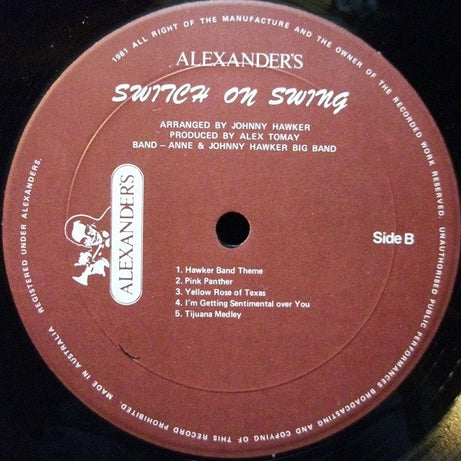 1981 ALL RIGHT OF THE MANUFACTURE AND THE OWNER OF THE RECORDED WORK RESERVED. UNAUTHORISED PUBLIC PERFORMANCES BROADCASTING AND COPYING OF THIS RECORD PROHIBITED. MADE IN AUSTRALIA REGISTERED UNDER ALEXANDERS.
ALEXANDER'S
SWITCH ON SWING
ARRANGED BY JOHNNY HAWKER
PRODUCED BY ALEX TOMAY
BAND – ANNE & JOHNNY HAWKER BIG BAND
ALEXANDER'S
Side B
1. Hawker Band Theme
2. Pink Panther
3. Yellow Rose of Texas
4. I'm Getting Sentimental over You
5. Tijuana Medley